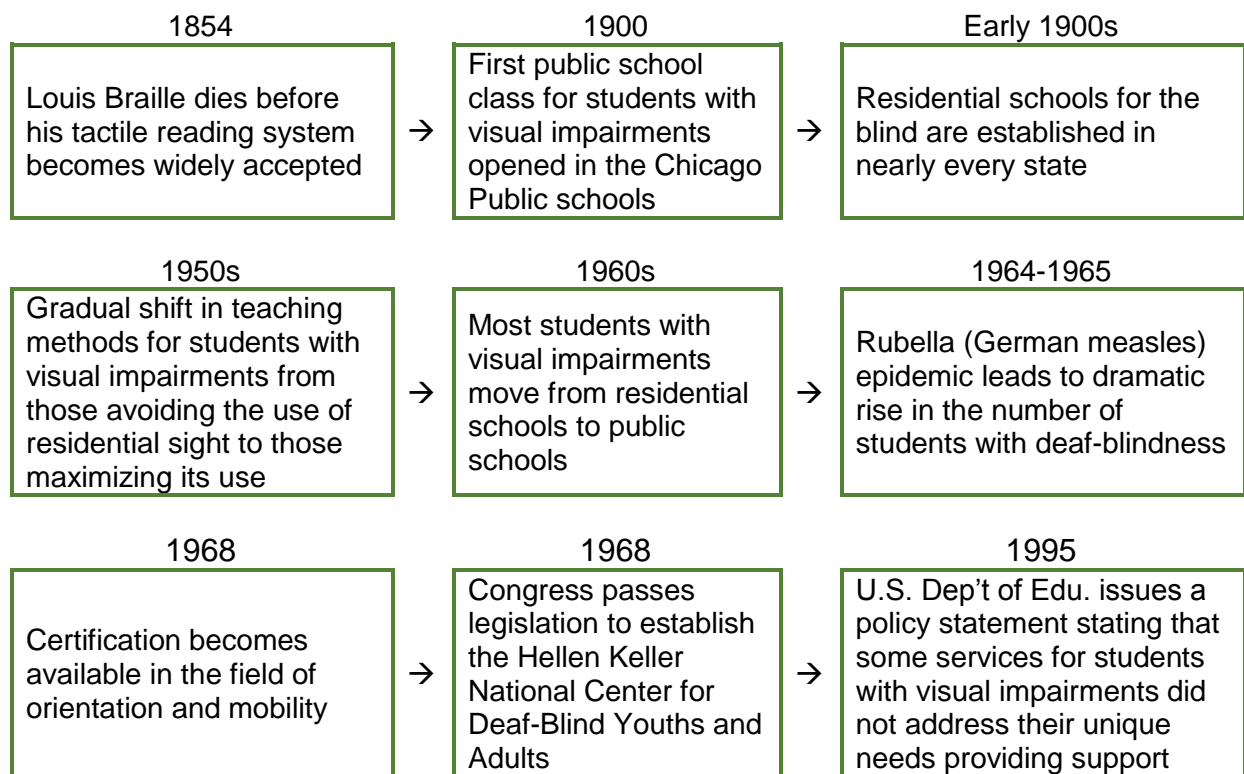 1854
Louis Braille dies before
his tactile reading system
becomes widely accepted
→
1900
First public school
class for students with
visual impairments
opened in the Chicago
Public schools
→
Early 1900s
Residential schools for the
blind are established in
nearly every state
1950s
Gradual shift in teaching
methods for students with
visual impairments from
those avoiding the use of
residential sight to those
maximizing its use
→
1960s
Most students with
visual impairments
move from residential
schools to public
schools
→
1964-1965
Rubella (German measles)
epidemic leads to dramatic
rise in the number of
students with deaf-blindness
1968
Certification becomes
available in the field of
orientation and mobility
→
1968
Congress passes
legislation to establish
the Hellen Keller
National Center for
Deaf-Blind Youths and
Adults
→
1995
U.S. Dep’t of Edu. issues a
policy statement stating that
some services for students
with visual impairments did
not address their unique
needs providing support